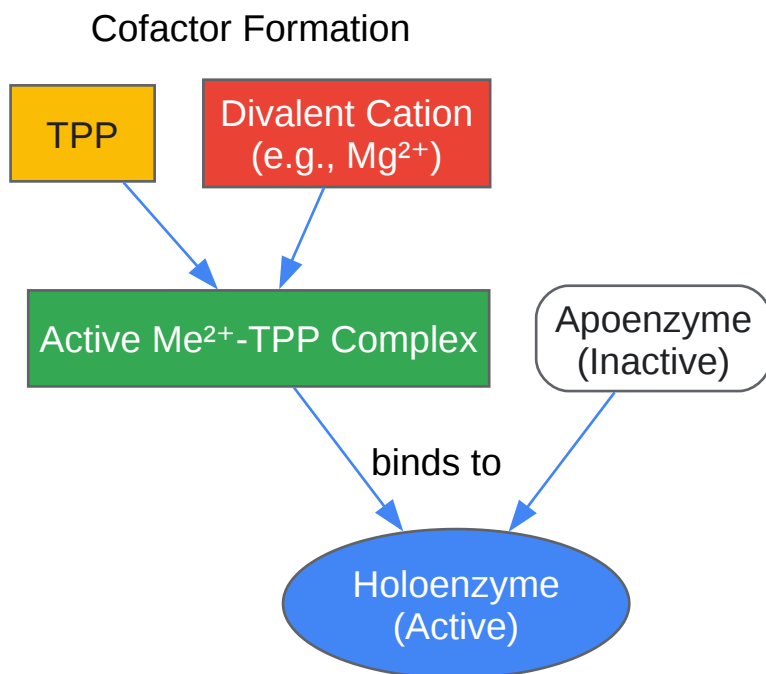 Cofactor Formation
TPP
Divalent Cation
(e.g., Mg²⁺)
Active Me²⁺-TPP Complex
Apoenzyme
(Inactive)
binds to
Holoenzyme
(Active)